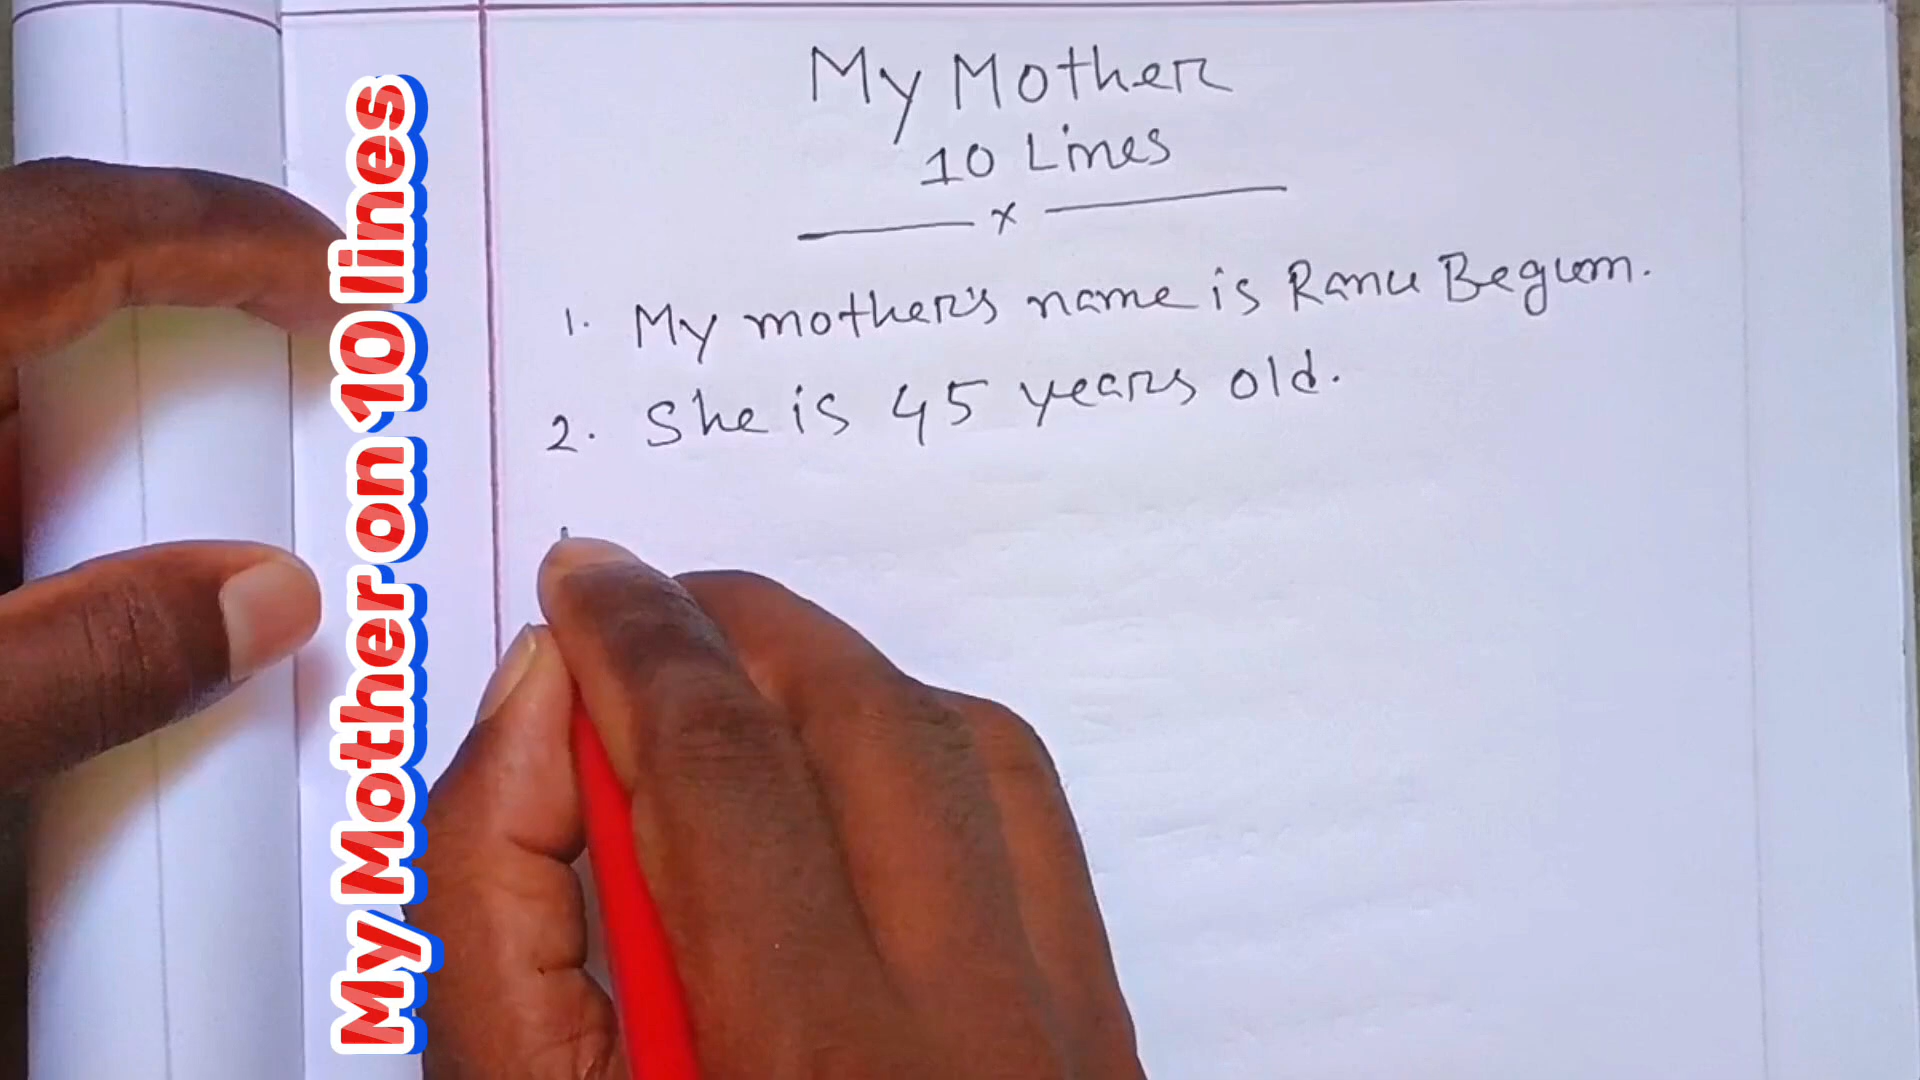 My Mother
10 Lines
x
1. My mother's name is Ranu Begum.
2. She is 45 years old.
My Mother on 10 lines